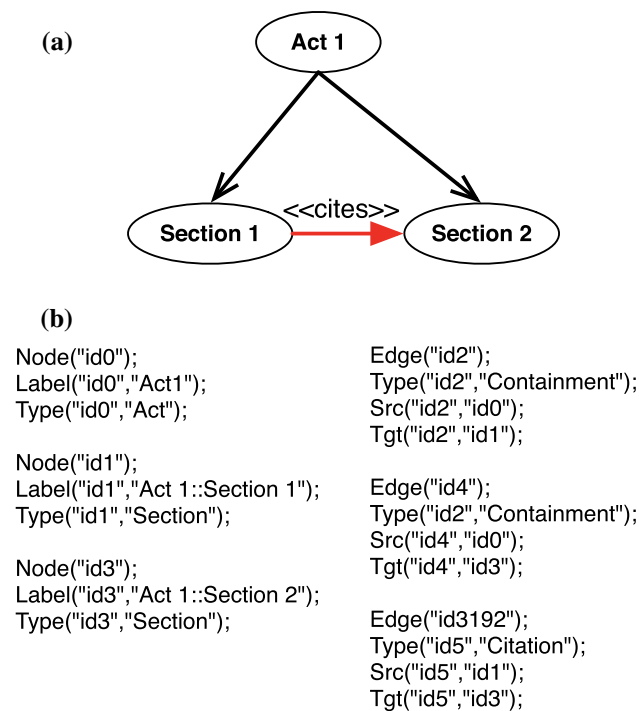 (a)
Act 1
<<cites>>
Section 1
Section 2
(b)
Node("id0");
Label("id0","Act1");
Type("id0","Act");
Node("id1");
Label("id1","Act 1::Section 1");
Type("id1","Section");
Node("id3");
Label("id3","Act 1::Section 2");
Type("id3","Section");
Edge("id2");
Type("id2","Containment");
Src("id2","id0");
Tgt("id2","id1");
Edge("id4");
Type("id2","Containment");
Src("id4","id0");
Tgt("id4","id3");
Edge("id3192");
Type("id5","Citation");
Src("id5","id1");
Tgt("id5","id3");